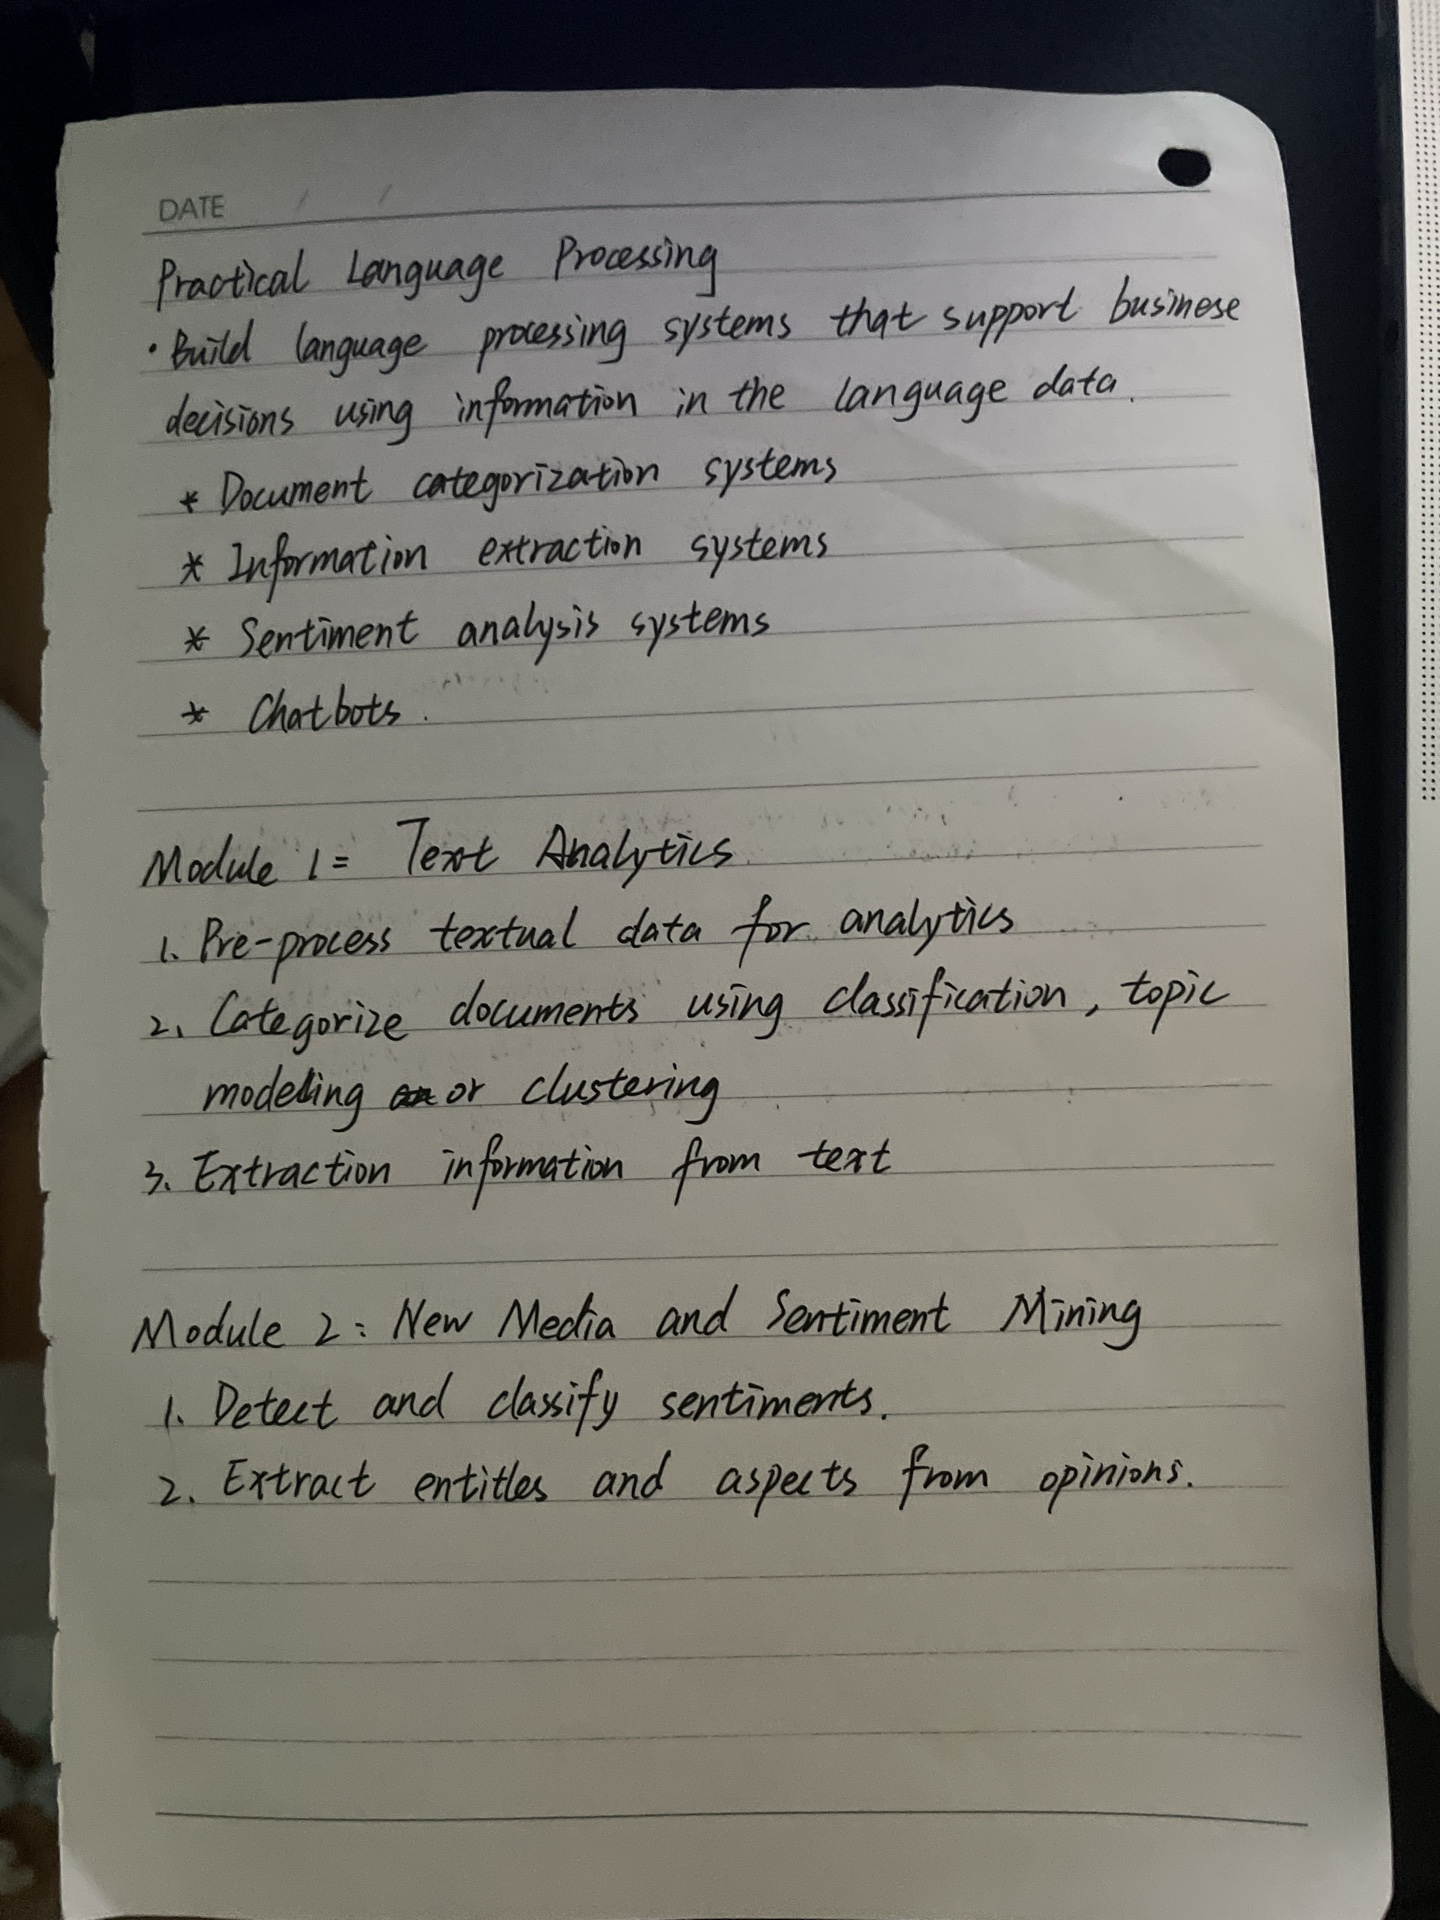 DATE / /
Practical Language Processing
• Build language processing systems that support businese
decisions using information in the language data.
* Document categorization systems
* Information extraction systems
* Sentiment analysis systems
* Chatbots.
Module 1= Text Analytics
1. Pre-process textual data for analytics
2. Categorize documents using classification, topic
modeling or clustering
3. Extraction information from text
Module 2: New Media and Sentiment Mining
1. Detect and classify sentiments.
2. Extract entitles and aspects from opinions.